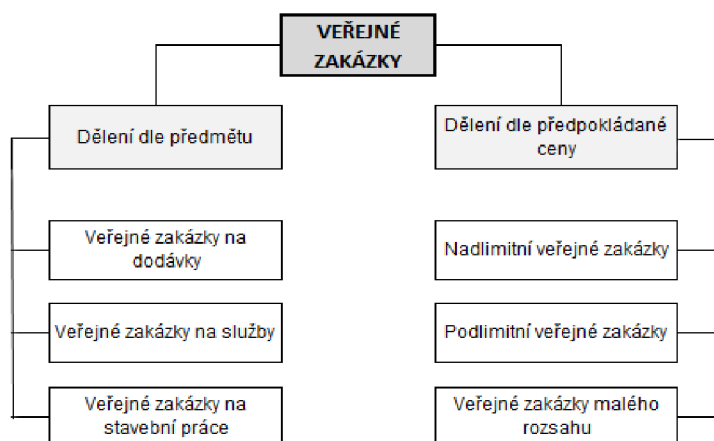 VEŘEJNÉ
ZAKÁZKY
Dělení dle předmětu
Dělení dle předpokládané
ceny
Veřejné zakázky na
dodávky
Nadlimitní veřejné zakázky
Veřejné zakázky na služby
Podlimitní veřejné zakázky
Veřejné zakázky na
stavební práce
Veřejné zakázky malého
rozsahu